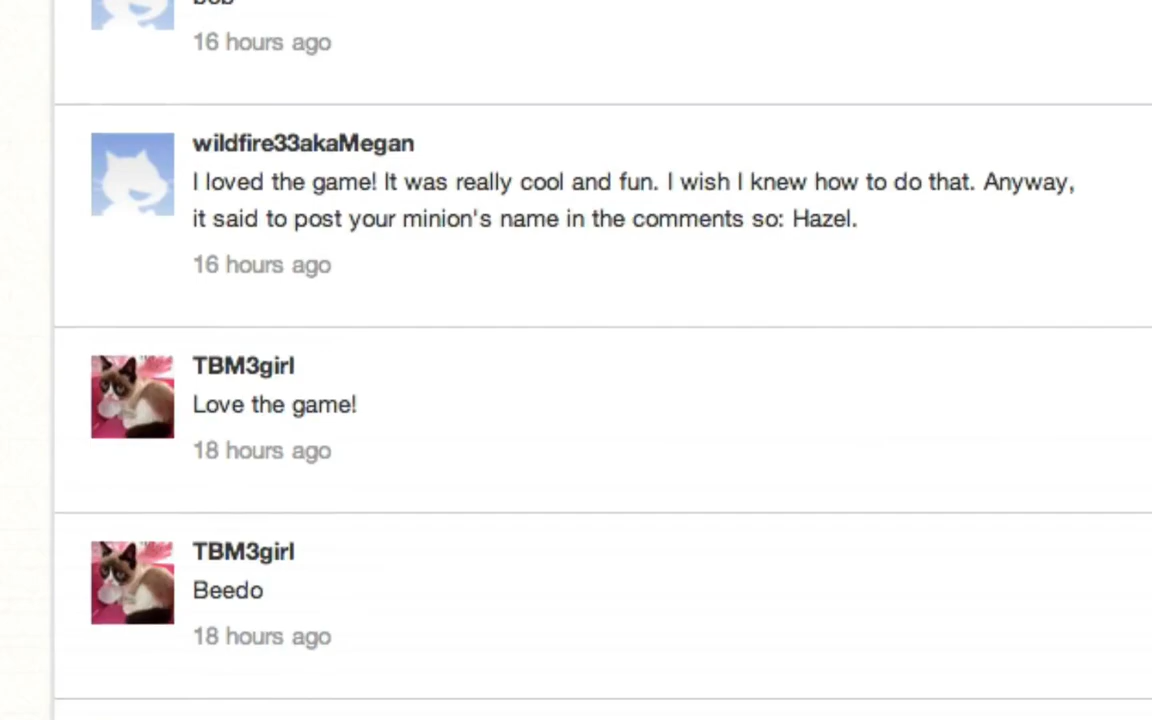 bob
16 hours ago
wildfire33akaMegan
I loved the game! It was really cool and fun. I wish I knew how to do that. Anyway,
it said to post your minion's name in the comments so: Hazel.
16 hours ago
TBM3girl
Love the game!
18 hours ago
TBM3girl
Beedo
18 hours ago